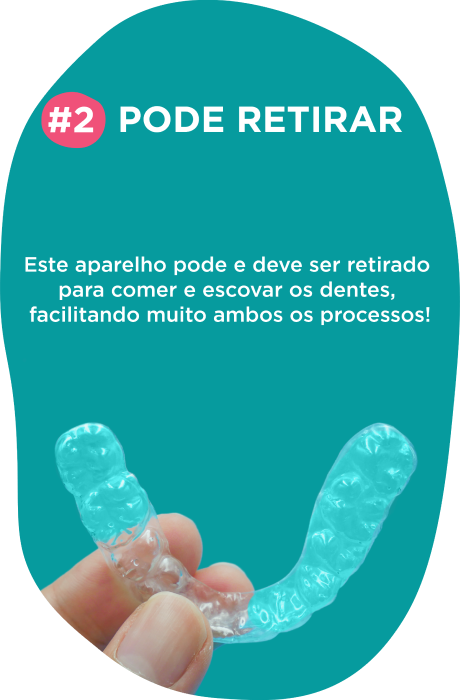 #2 PODE RETIRAR
Este aparelho pode e deve ser retirado
para comer e escovar os dentes,
facilitando muito ambos os processos!